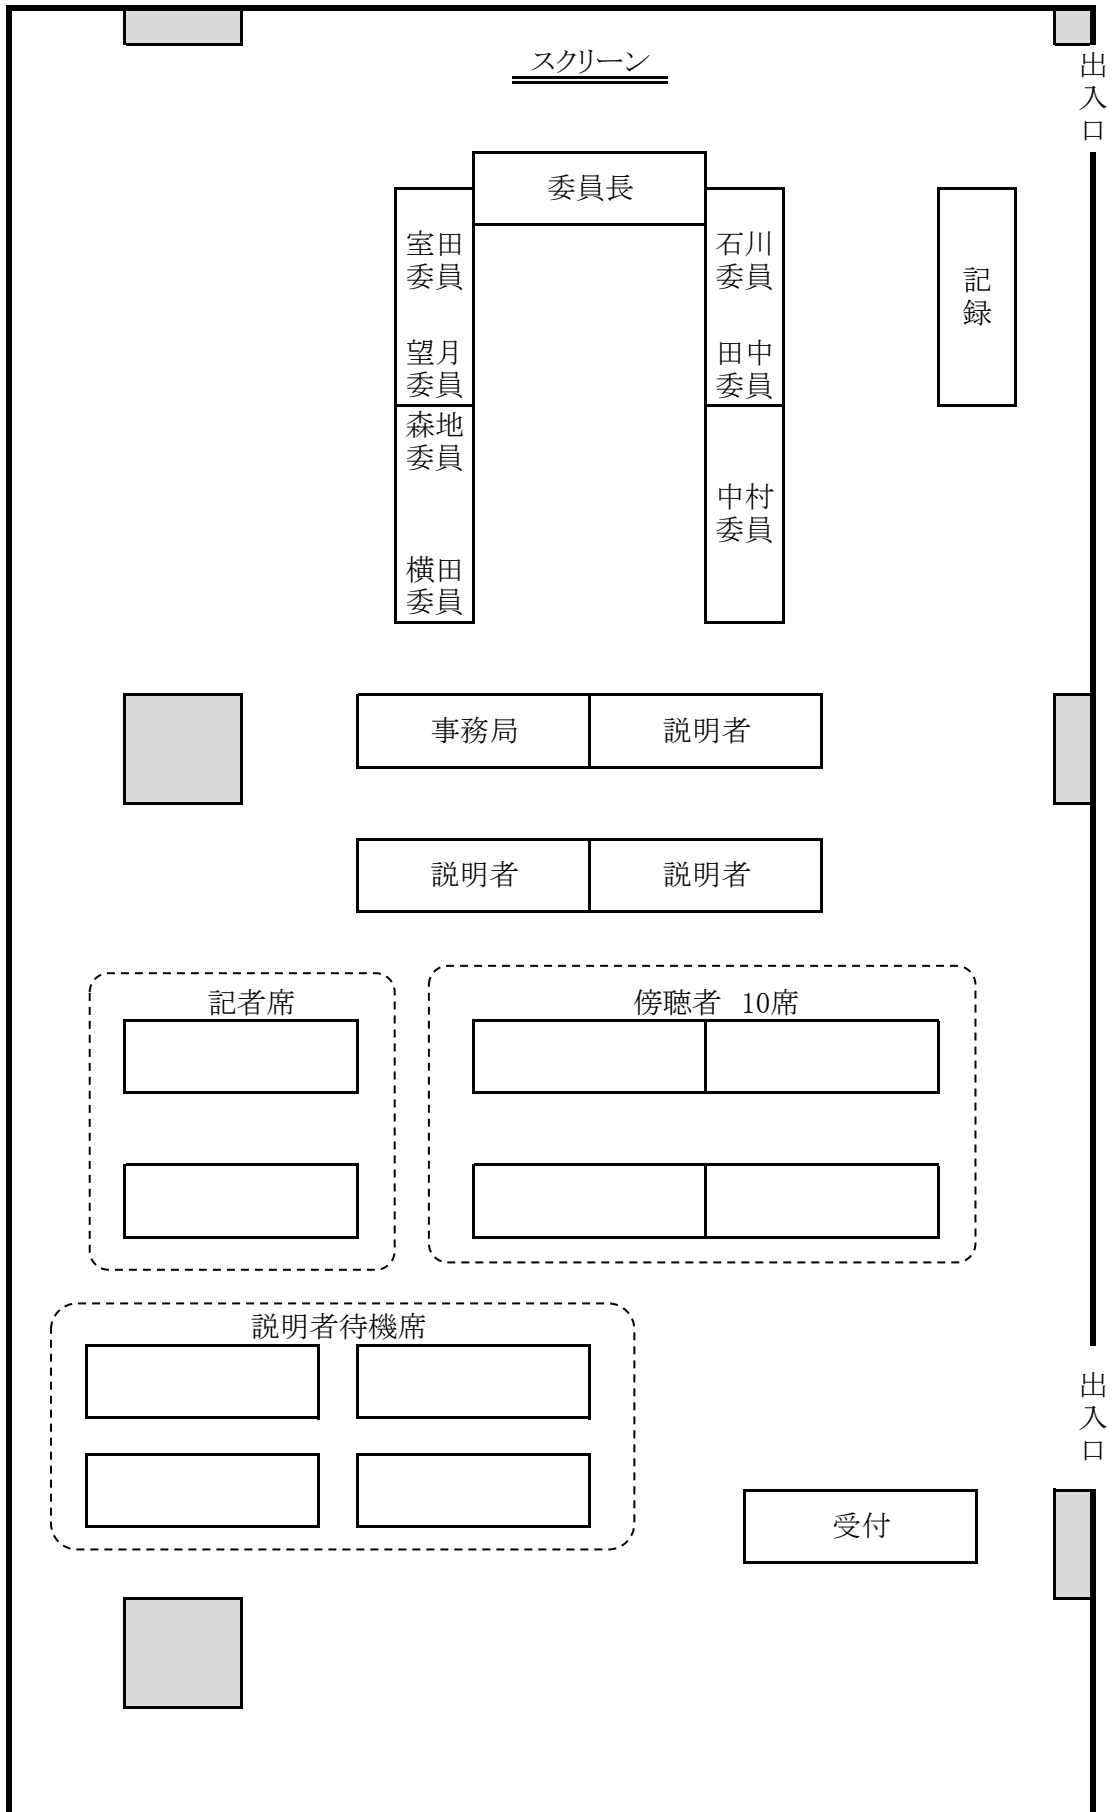 スクリーン
出入口
委員長
室田
委員
石川
委員
記録
望月
委員
田中
委員
森地
委員
中村
委員
横田
委員
事務局
説明者
説明者
説明者
記者席
傍聴者　10席
説明者待機席
出入口
受付